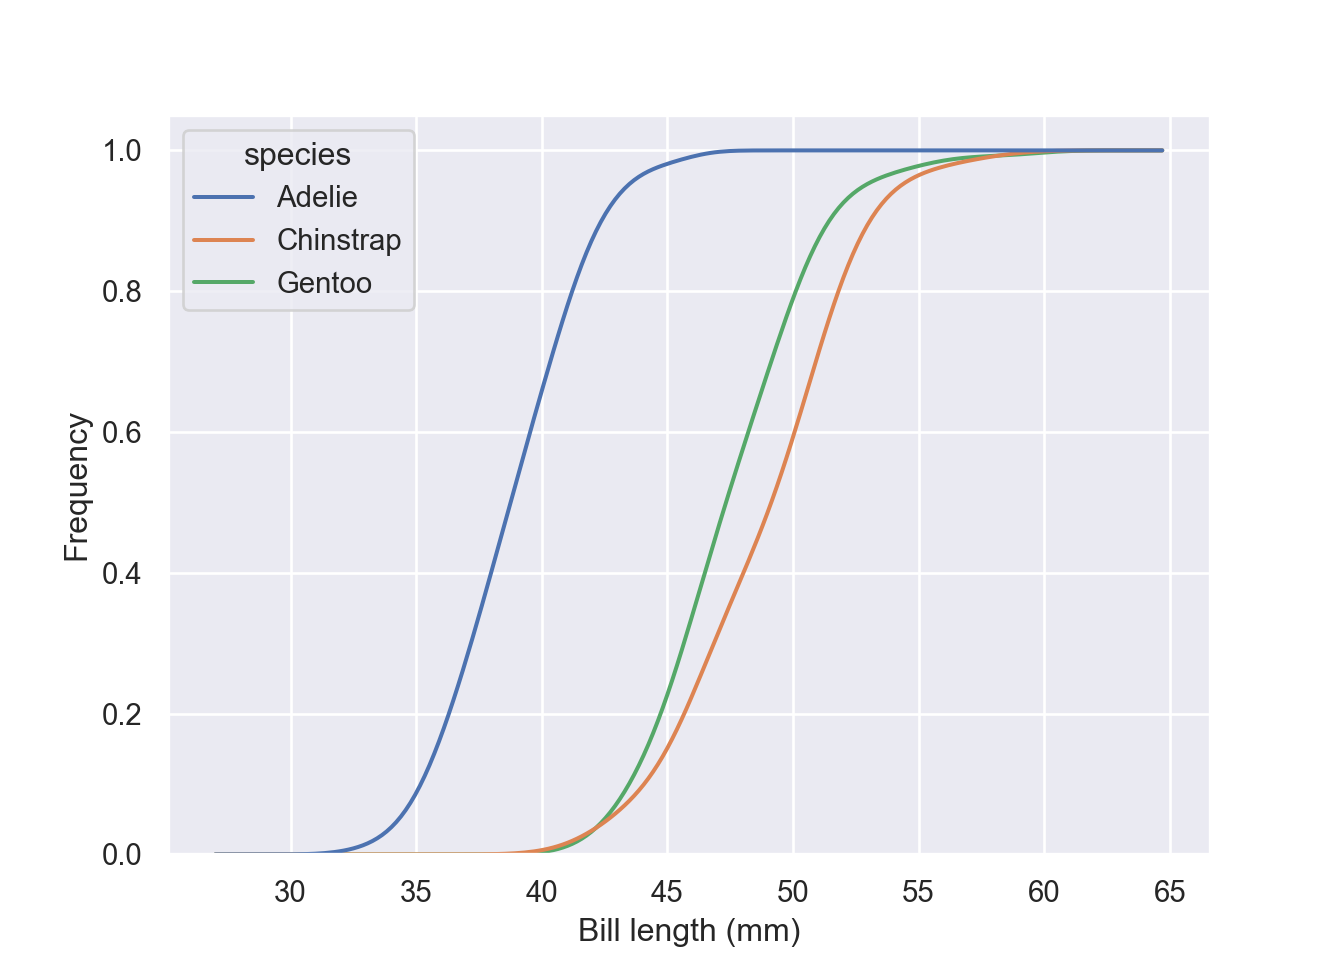 species
Adelie
Chinstrap
Gentoo
1.0
0.8
0.6
0.4
0.2
0.0
Frequency
30 35 40 45 50 55 60 65
Bill length (mm)